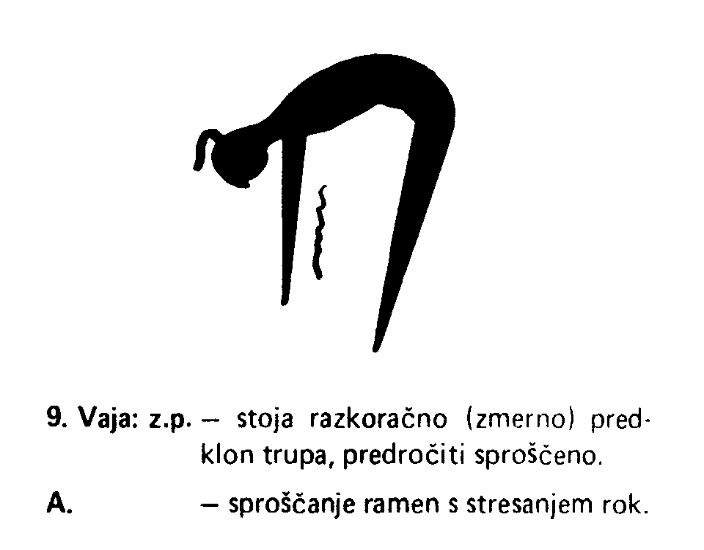 9. Vaja: z.p. — stoja razkoračno (zmerno) pred-
klon trupa, predročiti sproščeno.
A. — sproščanje ramen s stresanjem rok.